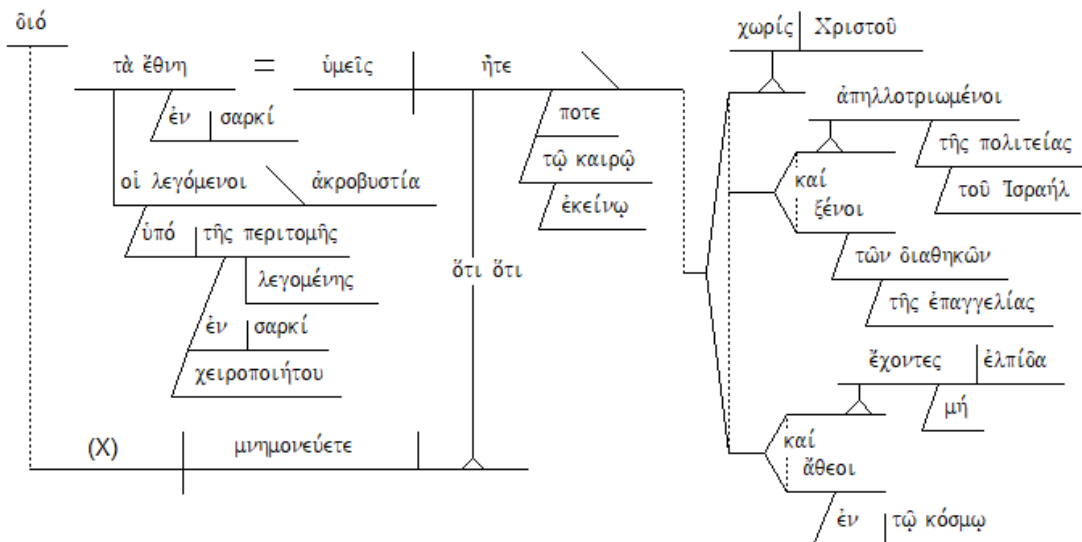 διό
τὰ ἔθνη = ὑμεῖς ἦτε
ἐν σαρκί
οἱ λεγόμενοι ἀκροβυστία
ὑπό τῆς περιτομῆς
λεγομένης
ἐν σαρκί
χειροποιήτου
(X) μνημονεύετε
ὅτι ὅτι
ποτε
τῷ καιρῷ
ἐκείνῳ
χωρίς Χριστοῦ
ἀπηλλοτριωμένοι
τῆς πολιτείας
τοῦ Ἰσραήλ
καί
ξένοι
τῶν διαθηκῶν
τῆς ἐπαγγελίας
ἔχοντες ἐλπίδα
μή
καί
ἄθεοι
ἐν τῷ κόσμῳ